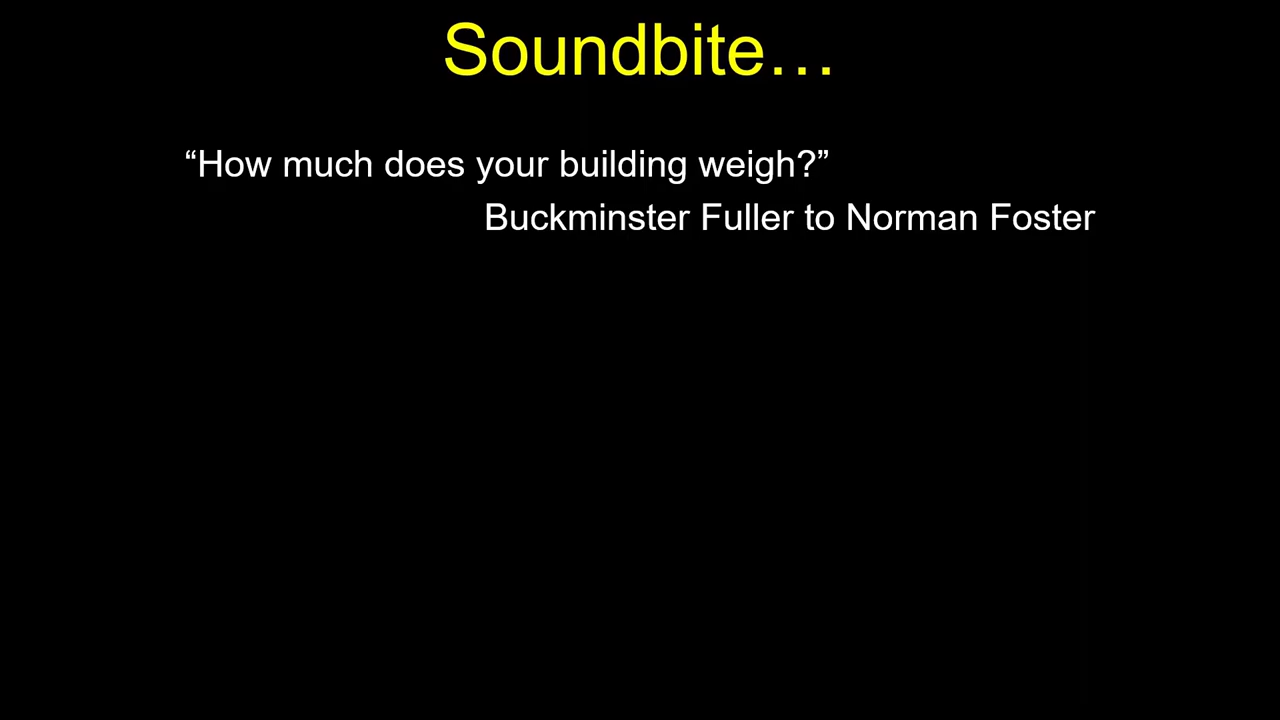 Soundbite…
“How much does your building weigh?”
Buckminster Fuller to Norman Foster